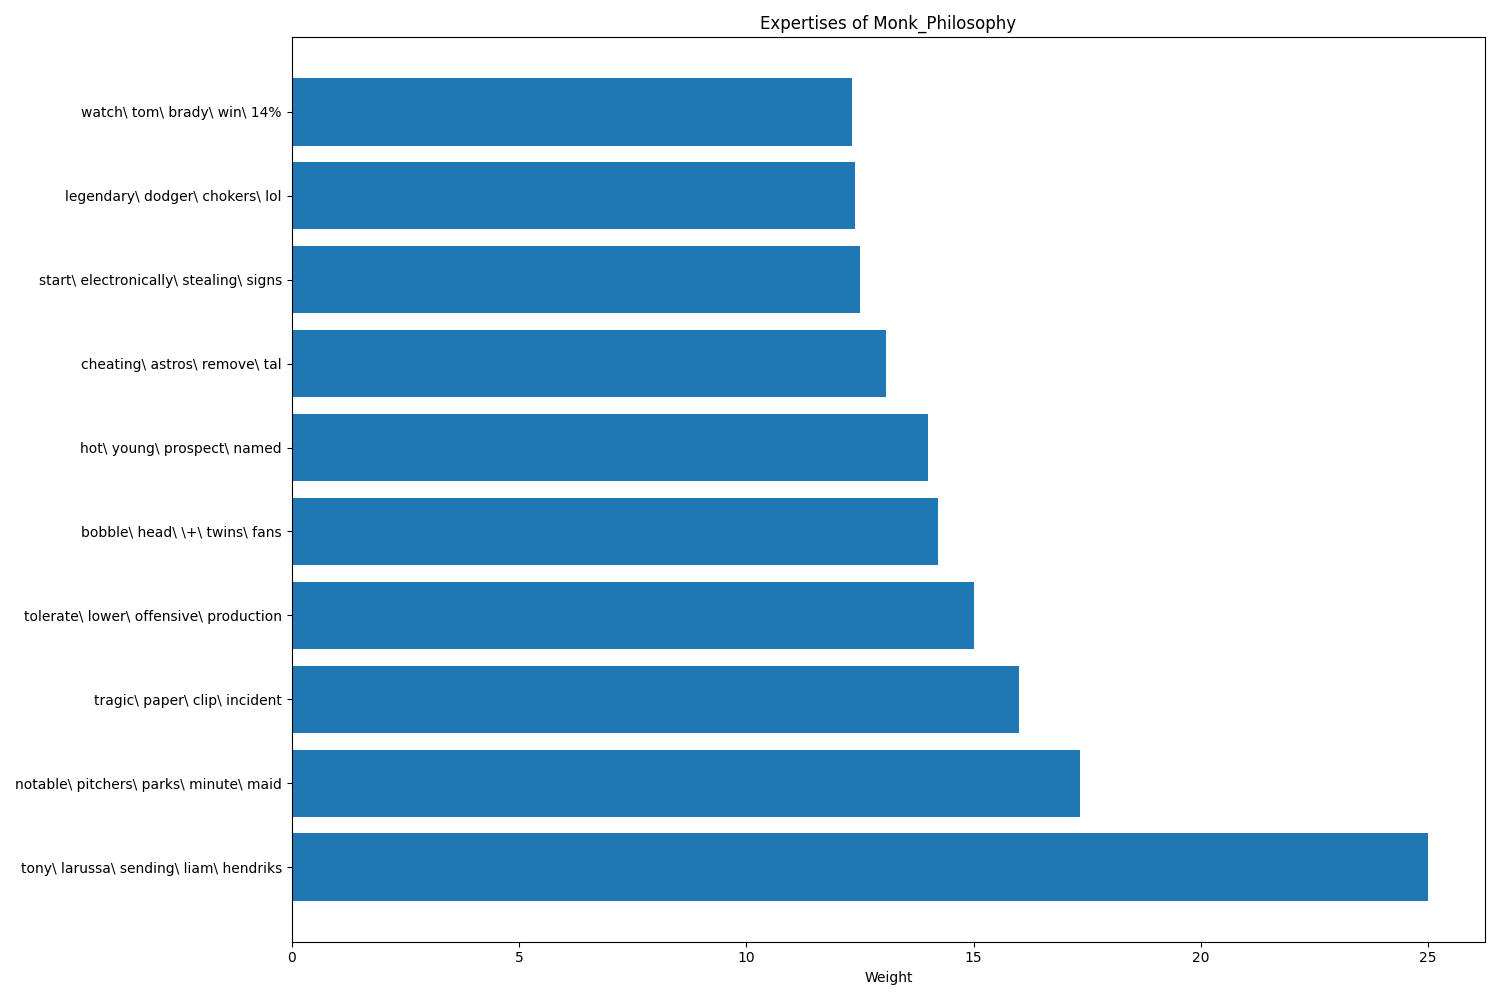 Expertises of Monk_Philosophy
watch\ tom\ brady\ win\ 14%
legendary\ dodger\ chokers\ lol
start\ electronically\ stealing\ signs
cheating\ astros\ remove\ tal
hot\ young\ prospect\ named
bobble\ head\ \+\ twins\ fans
tolerate\ lower\ offensive\ production
tragic\ paper\ clip\ incident
notable\ pitchers\ parks\ minute\ maid
tony\ larussa\ sending\ liam\ hendriks
0 5 10 15 20 25
Weight